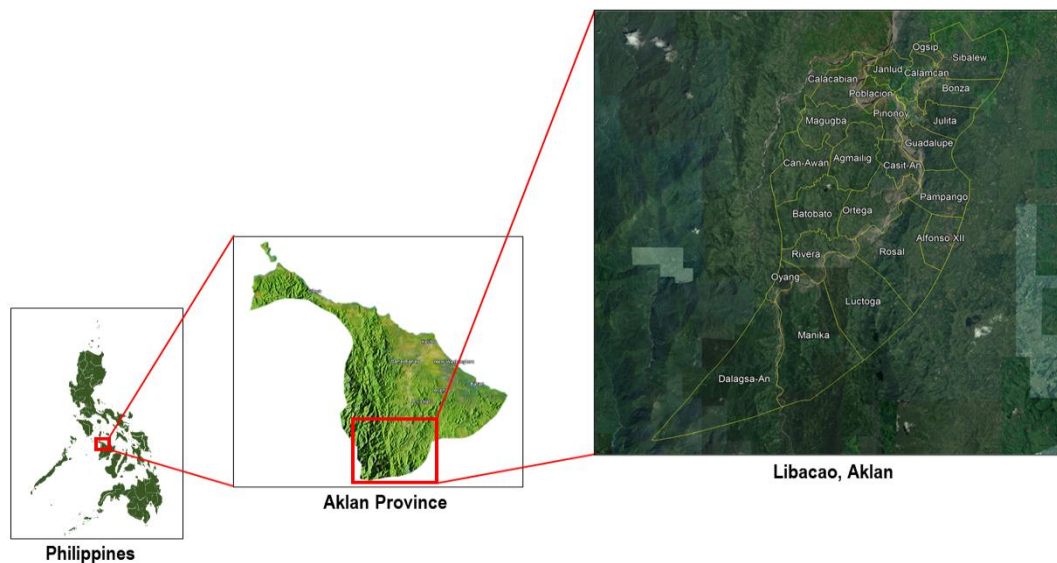 Ogsip
Sibalew
Janlud
Calamcan
Calacabian
Bonza
Poblacion
Pinonoy
Magugba
Julita
Guadalupe
Can-Awan
Agmailig
Casit-An
Pampango
Batobato
Ortega
Alfonso XII
Rivera
Rosal
Oyang
Luctoga
Manika
Dalagsa-An
Libacao, Aklan
Aklan Province
Philippines